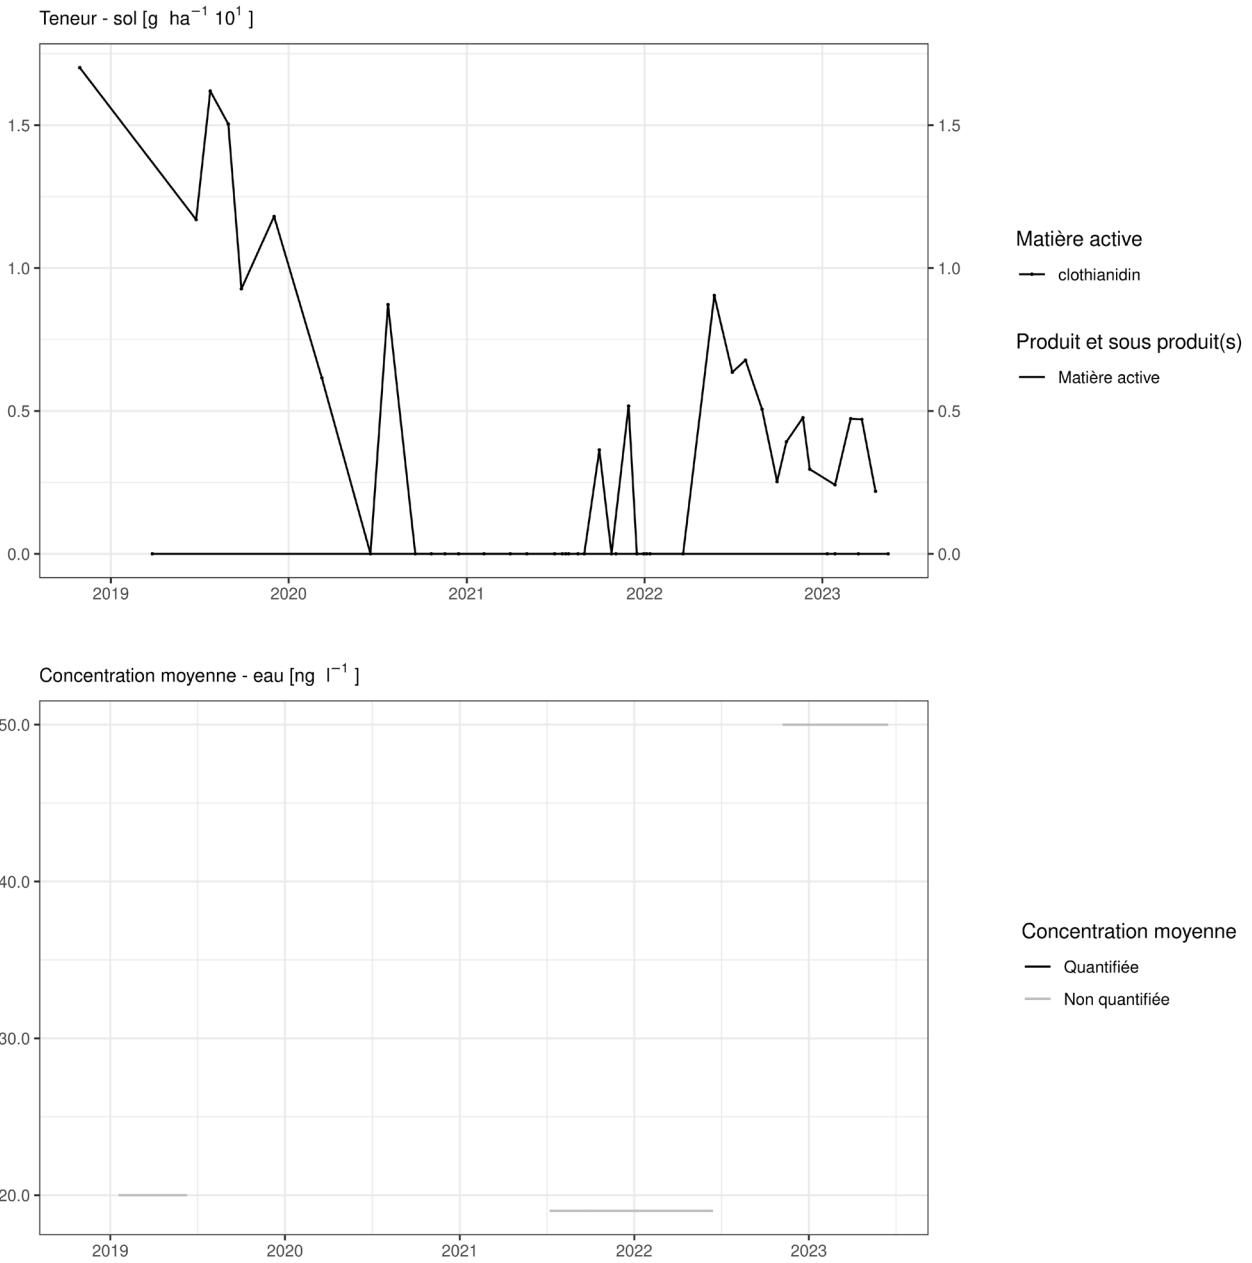 Teneur - sol [g ha⁻¹ 10¹ ]
1.5
1.5
1.0
1.0
0.5
0.5
0.0
0.0
2019 2020 2021 2022 2023
Matière active
clothianidin
Produit et sous produit(s)
Matière active
Concentration moyenne - eau [ng l⁻¹ ]
50.0
40.0
30.0
20.0
2019 2020 2021 2022 2023
Concentration moyenne
Quantifiée
Non quantifiée